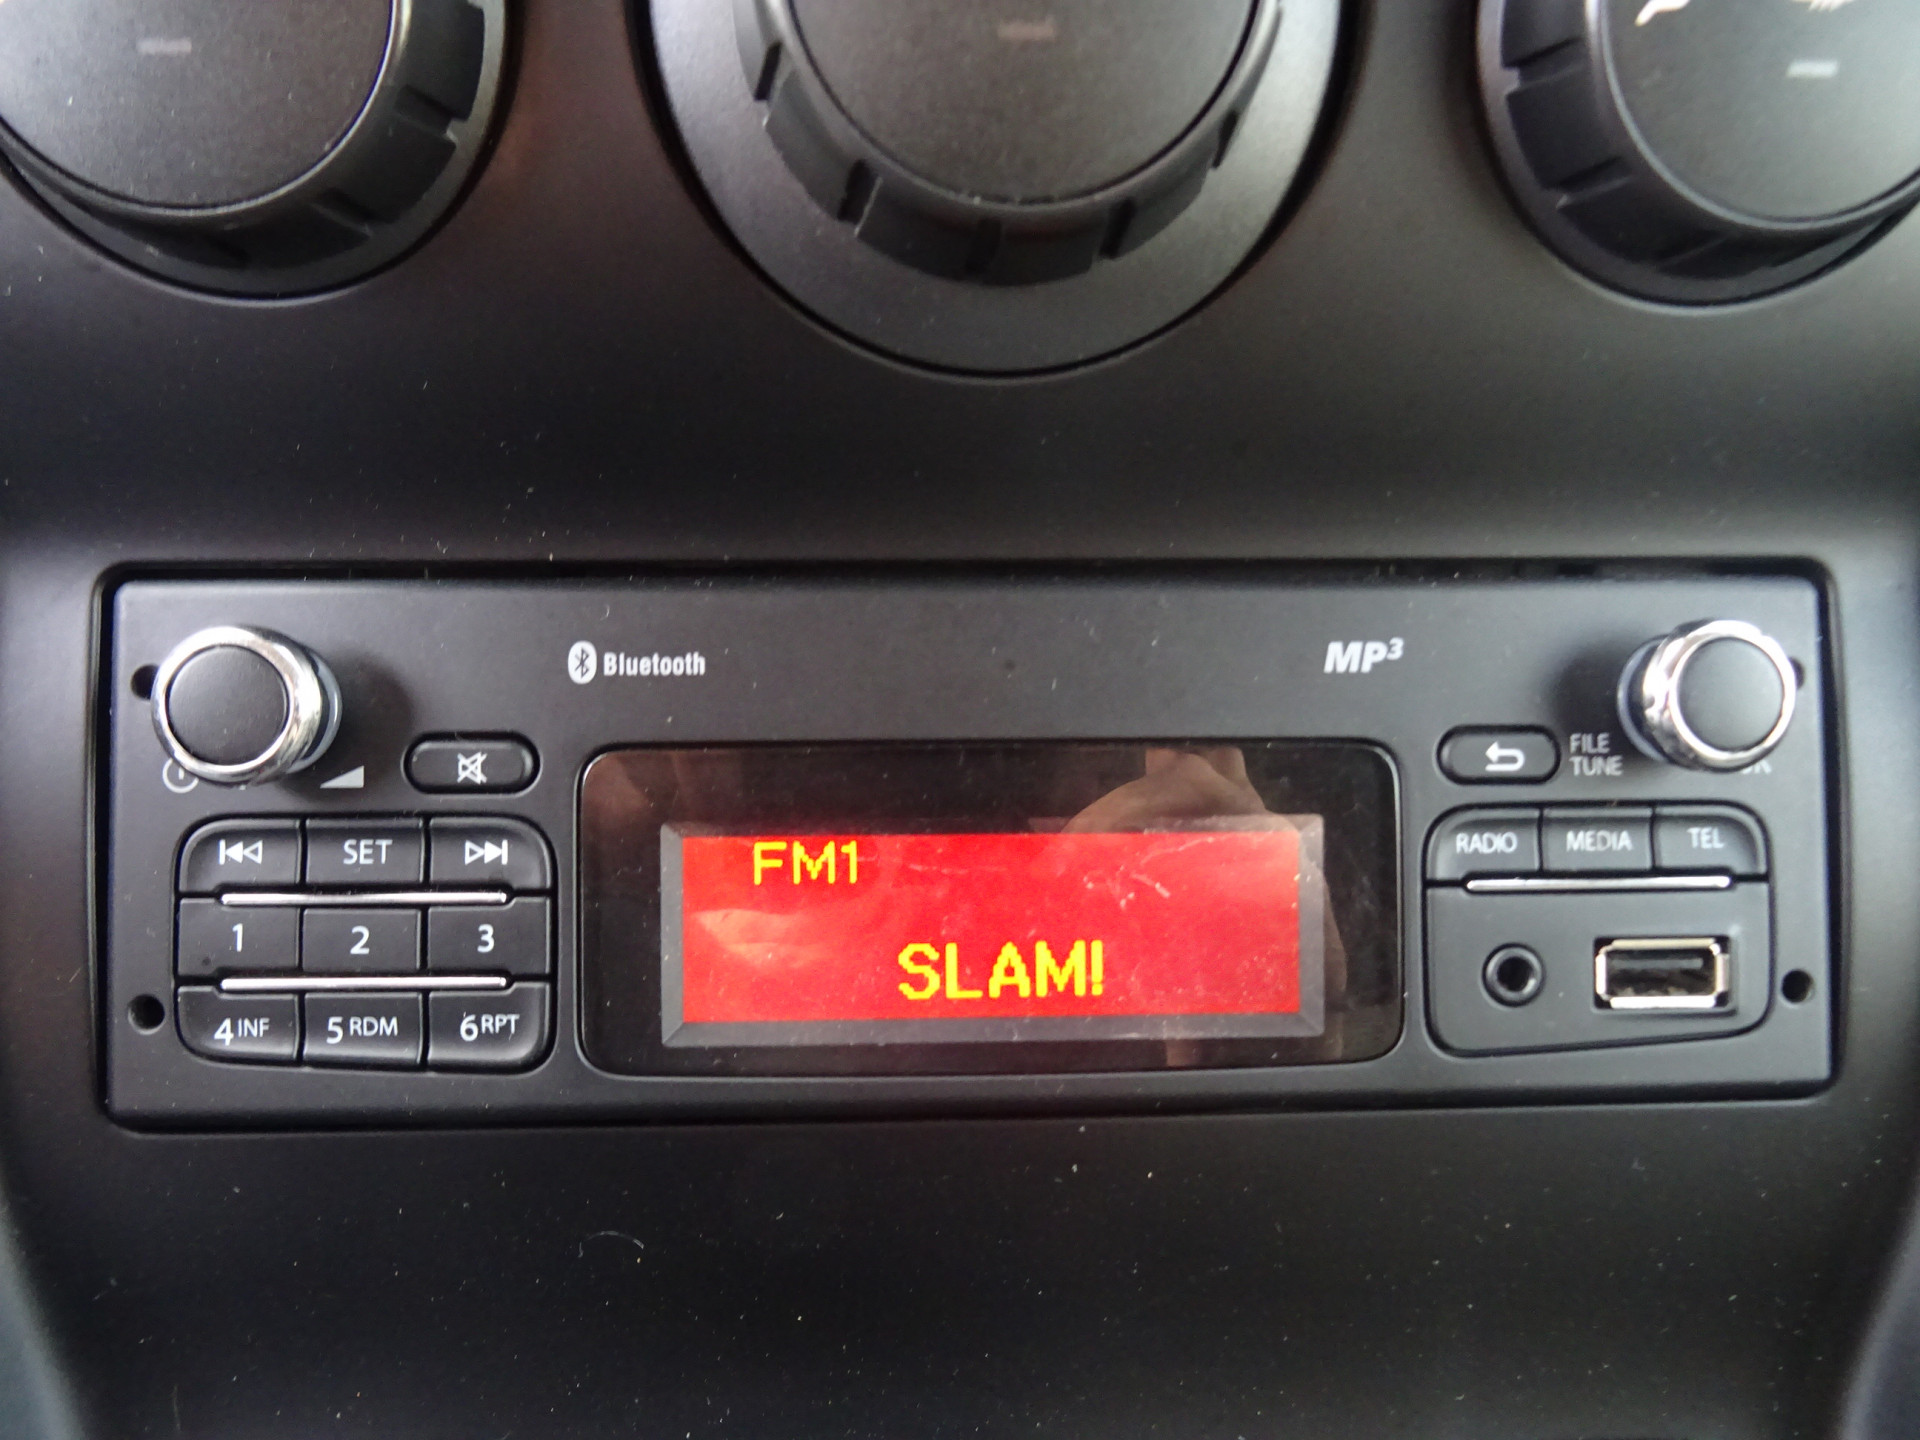 Bluetooth
MP3
FILE
TUNE
SET
RADIO MEDIA TEL
FM1
SLAM!
1 2 3
4 INF 5 RDM 6 RPT